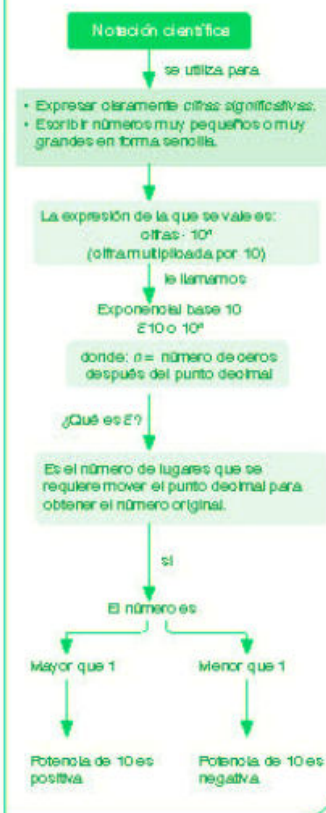 Notación científica
se utiliza para
• Expresar claramente cifras significativas.
• Escribir números muy pequeños o muy
grandes en forma sencilla.
La expresión de la que se vale es:
cifras · 10ⁿ
(cifra multiplicada por 10)
le llamamos
Exponencial base 10
E10 o 10ⁿ
donde: n = número de ceros
después del punto decimal
¿Qué es E?
Es el número de lugares que se
requiere mover el punto decimal para
obtener el número original.
si
El número es
Mayor que 1
Menor que 1
Potencia de 10 es
positiva
Potencia de 10 es
negativa